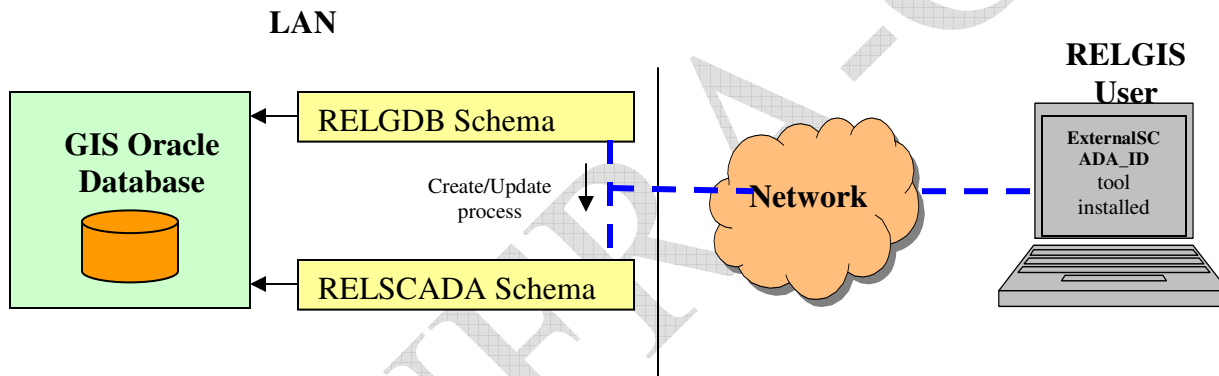 LAN
GIS Oracle
Database
RELGDB Schema
Create/Update
process
RELSCADA Schema
Network
RELGIS
User
ExternalSC
ADA_ID
tool
installed